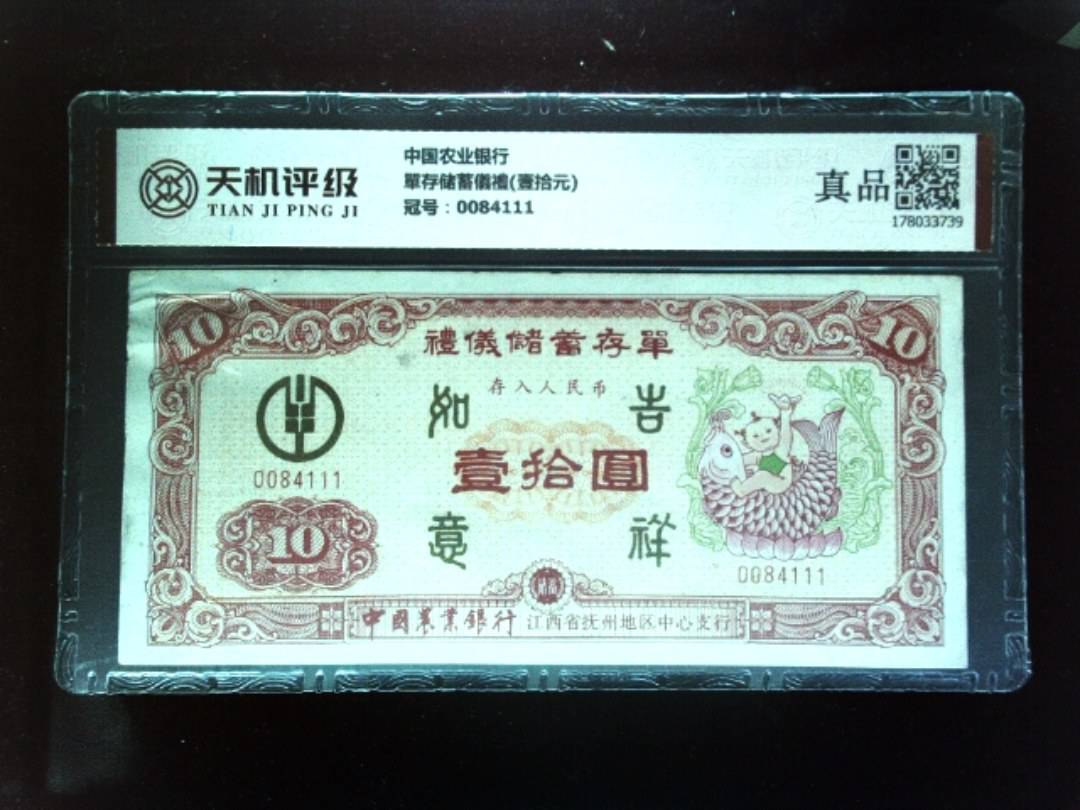 天机评级
TIAN JI PING JI
中国农业银行
單存储蓄儀禮(壹拾元)
冠号：0084111
真品
178033739
10
10
禮儀儲蓄存單
存入人民币
如
吉
壹拾圓
0084111
10
意
祥
0084111
中國農業銀行 江西省抚州地区中心支行